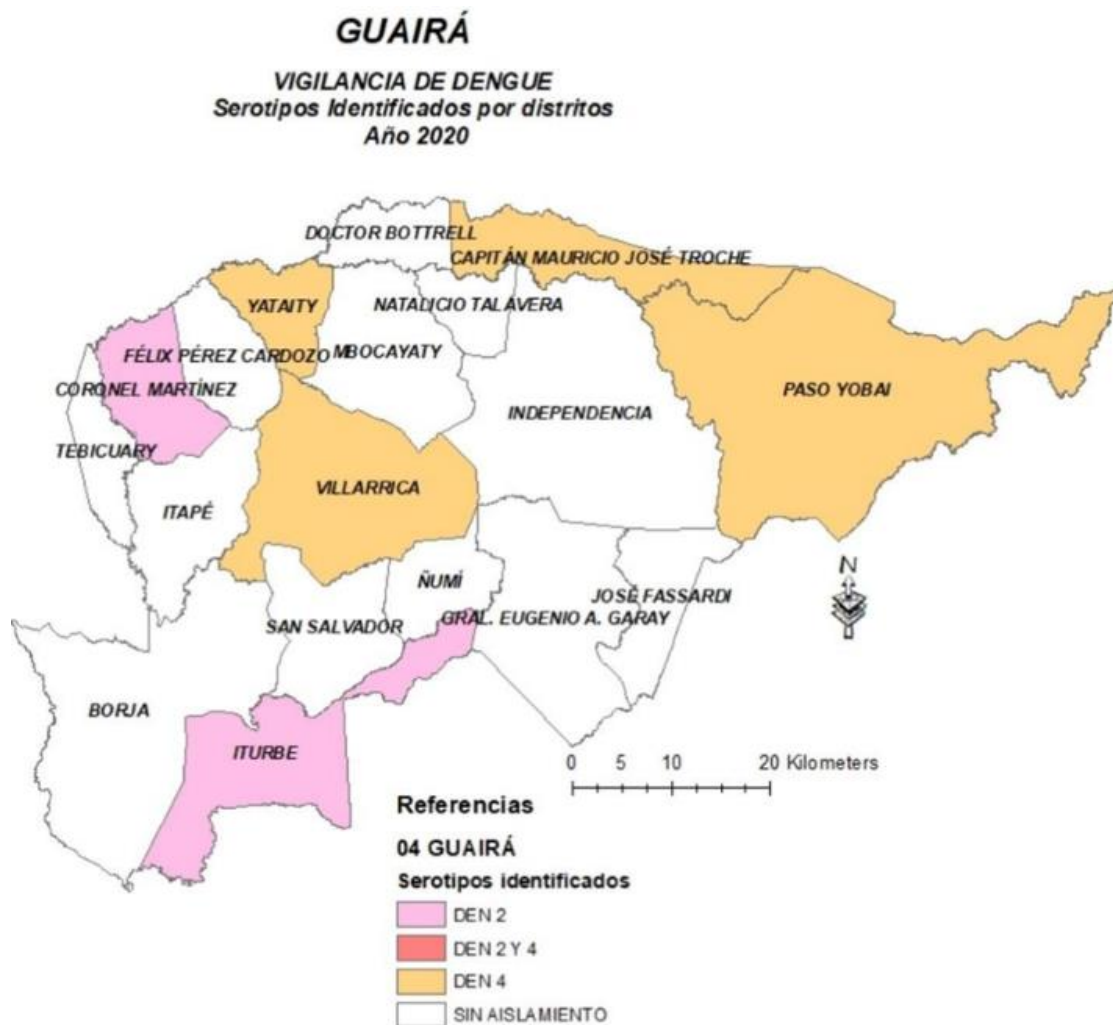 GUAIRÁ
VIGILANCIA DE DENGUE
Serotipos Identificados por distritos
Año 2020
DOCTOR BOTTRELL
CAPITÁN MAURICIO JOSÉ TROCHE
YATAITY
NATALICIO TALAVERA
FÉLIX PÉREZ CARDOZO
MBOCAYATY
CORONEL MARTÍNEZ
PASO YOBAI
INDEPENDENCIA
TEBICUARY
VILLARRICA
ITAPÉ
ÑUMÍ
N
JOSÉ FASSARDI
SAN SALVADOR
GRAL. EUGENIO A. GARAY
BORJA
ITURBE
0 5 10 20 Kilometers
Referencias
04 GUAIRÁ
Serotipos identificados
DEN 2
DEN 2 Y 4
DEN 4
SIN AISLAMIENTO